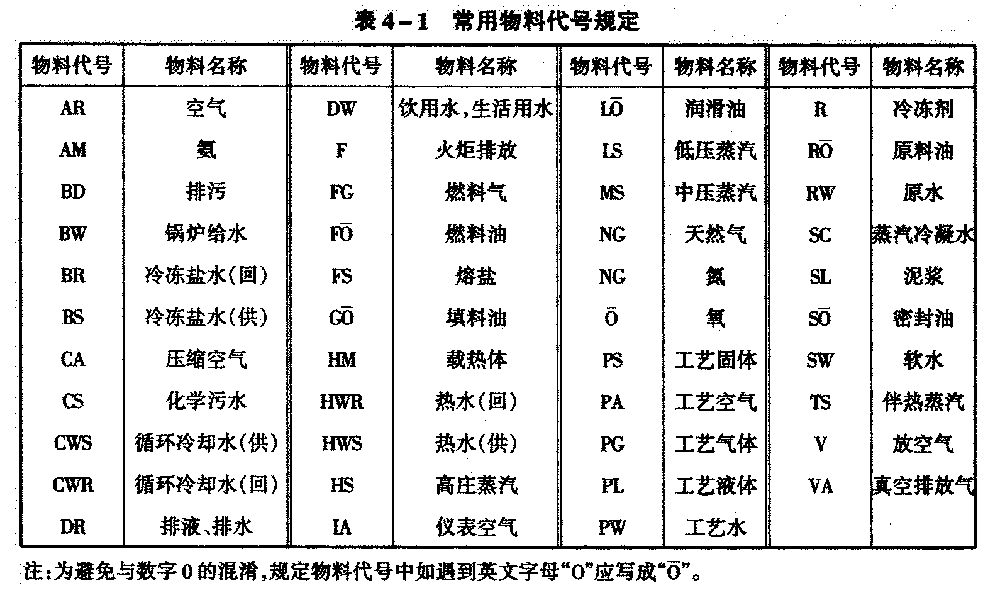 表 4-1 常用物料代号规定
物料代号 物料名称 物料代号 物料名称 物料代号 物料名称 物料代号 物料名称
AR 空气 DW 饮用水,生活用水 LŌ 润滑油 R 冷冻剂
AM 氨 F 火炬排放 LS 低压蒸汽 RŌ 原料油
BD 排污 FG 燃料气 MS 中压蒸汽 RW 原水
BW 锅炉给水 FŌ 燃料油 NG 天然气 SC 蒸汽冷凝水
BR 冷冻盐水(回) FS 熔盐 NG 氮 SL 泥浆
BS 冷冻盐水(供) GŌ 填料油 Ō 氧 SŌ 密封油
CA 压缩空气 HM 载热体 PS 工艺固体 SW 软水
CS 化学污水 HWR 热水(回) PA 工艺空气 TS 伴热蒸汽
CWS 循环冷却水(供) HWS 热水(供) PG 工艺气体 V 放空气
CWR 循环冷却水(回) HS 高庄蒸汽 PL 工艺液体 VA 真空排放气
DR 排液、排水 IA 仪表空气 PW 工艺水
注:为避免与数字0的混淆,规定物料代号中如遇到英文字母“O”应写成“Ō”。